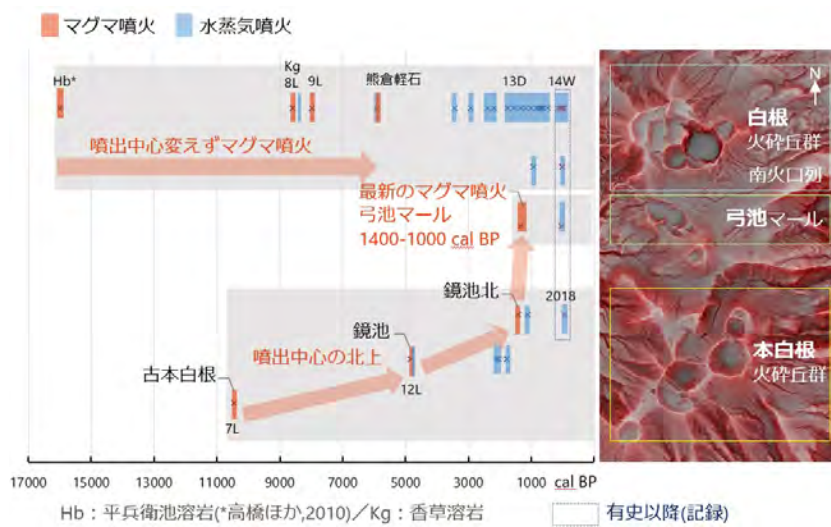 マグマ噴火 水蒸気噴火
Hb*
Kg
8L
9L
熊倉軽石
13D
14W
噴出中心変えずマグマ噴火
最新のマグマ噴火
弓池マール
1400-1000 cal BP
鏡池北
2018
鏡池
噴出中心の北上
古本白根
12L
7L
N
白根
火砕丘群
南火口列
弓池マール
本白根
火砕丘群
17000 15000 13000 11000 9000 7000 5000 3000 1000 cal BP
Hb：平兵衛池溶岩(*高橋ほか,2010)／Kg：香草溶岩 有史以降(記録)